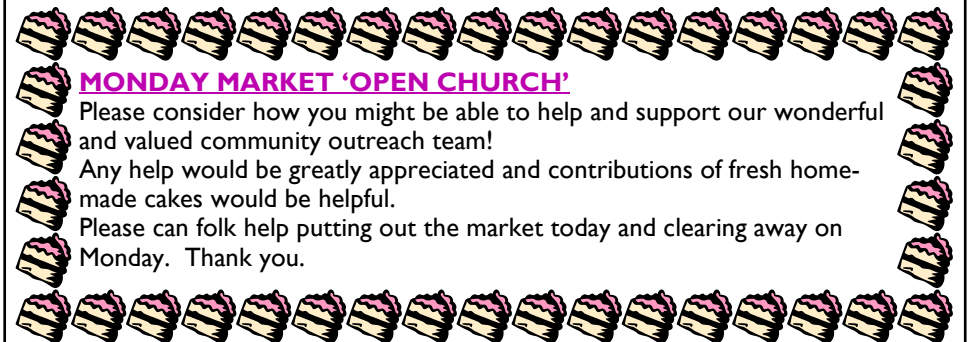 MONDAY MARKET ‘OPEN CHURCH’
Please consider how you might be able to help and support our wonderful
and valued community outreach team!
Any help would be greatly appreciated and contributions of fresh home-
made cakes would be helpful.
Please can folk help putting out the market today and clearing away on
Monday.  Thank you.